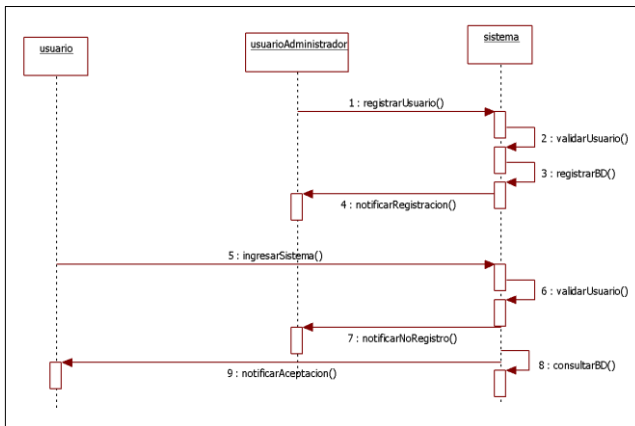 usuario
usuarioAdministrador
sistema
1 : registrarUsuario()
2 : validarUsuario()
3 : registrarBD()
4 : notificarRegistracion()
5 : ingresarSistema()
6 : validarUsuario()
7 : notificarNoRegistro()
8 : consultarBD()
9 : notificarAceptacion()